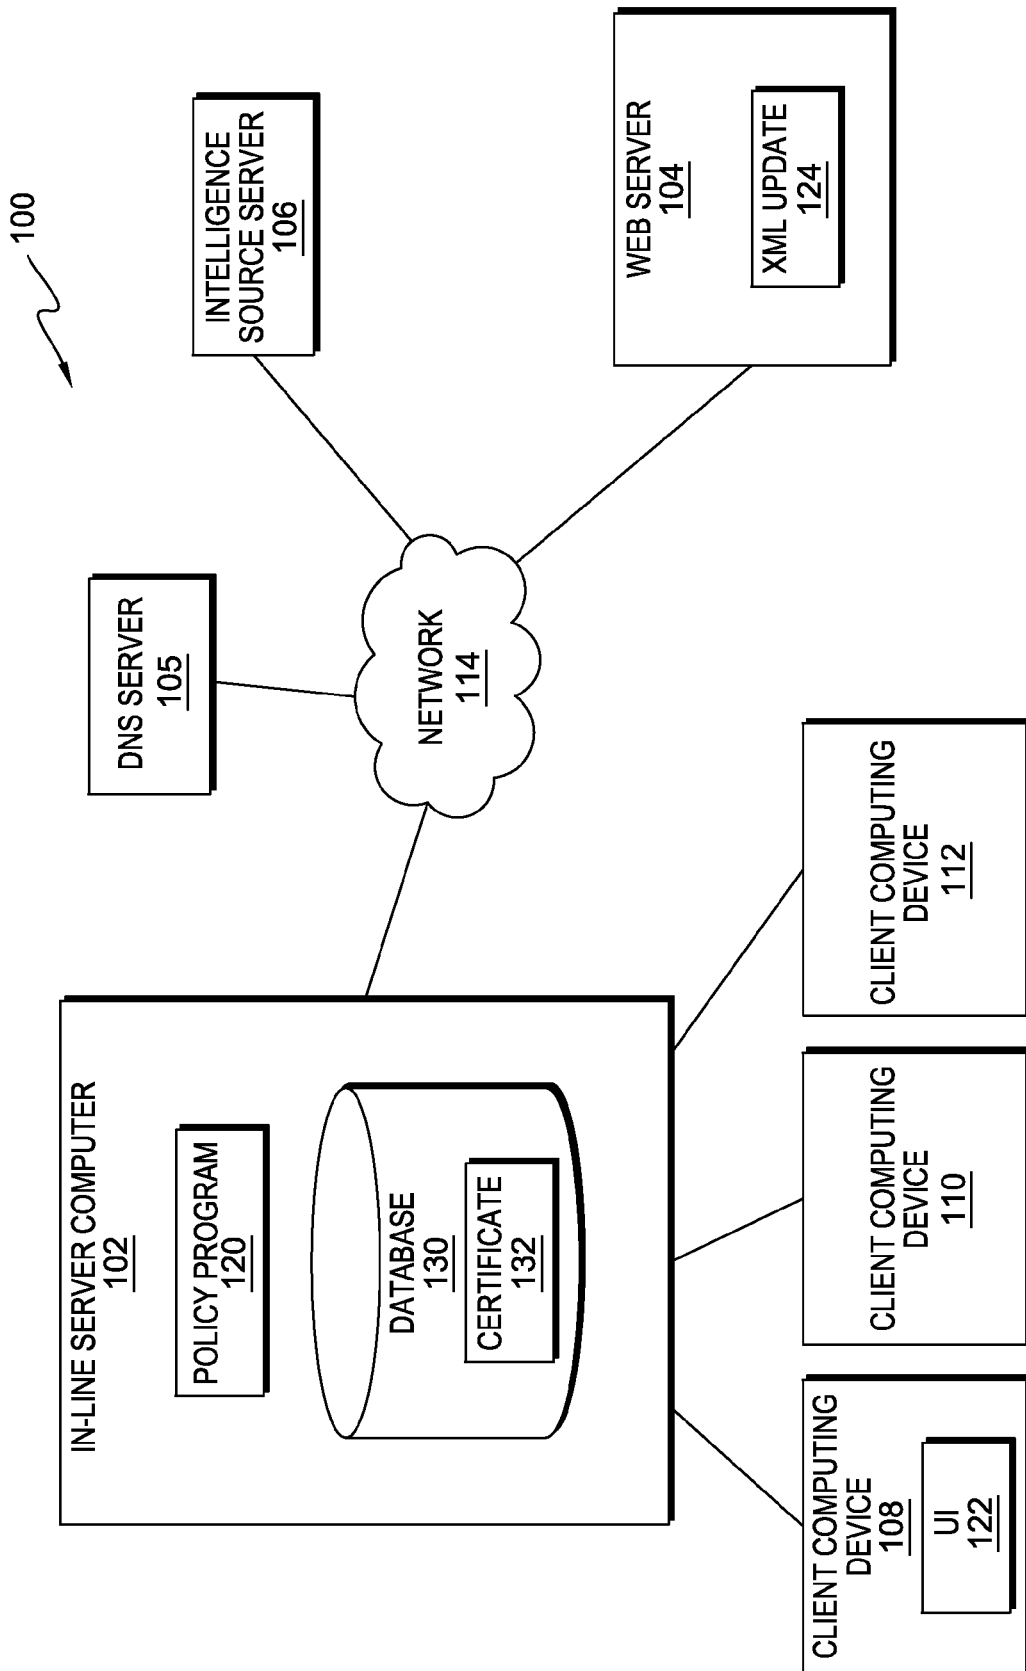 100
IN-LINE SERVER COMPUTER
102
POLICY PROGRAM
120
DATABASE
130
CERTIFICATE
132
DNS SERVER
105
INTELLIGENCE
SOURCE SERVER
106
NETWORK
114
WEB SERVER
104
XML UPDATE
124
CLIENT COMPUTING
DEVICE
108
UI
122
CLIENT COMPUTING
DEVICE
110
CLIENT COMPUTING
DEVICE
112